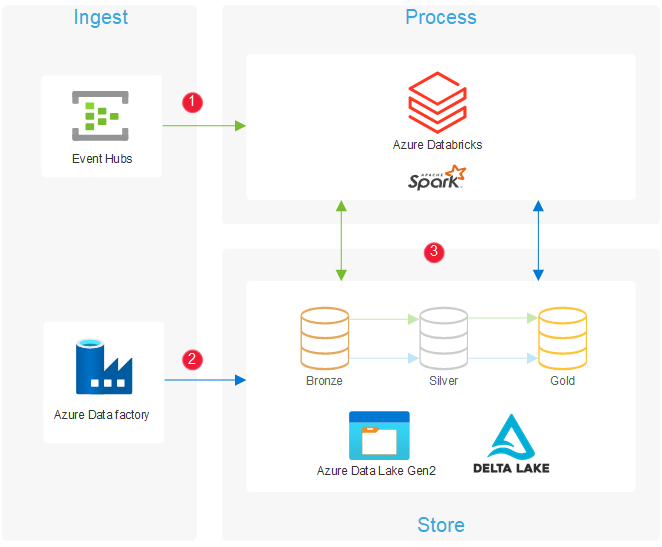 Ingest
Process
Event Hubs
1
Azure Databricks
APACHE
Spark
3
Azure Data factory
2
Bronze
Silver
Gold
Azure Data Lake Gen2
DELTA LAKE
Store